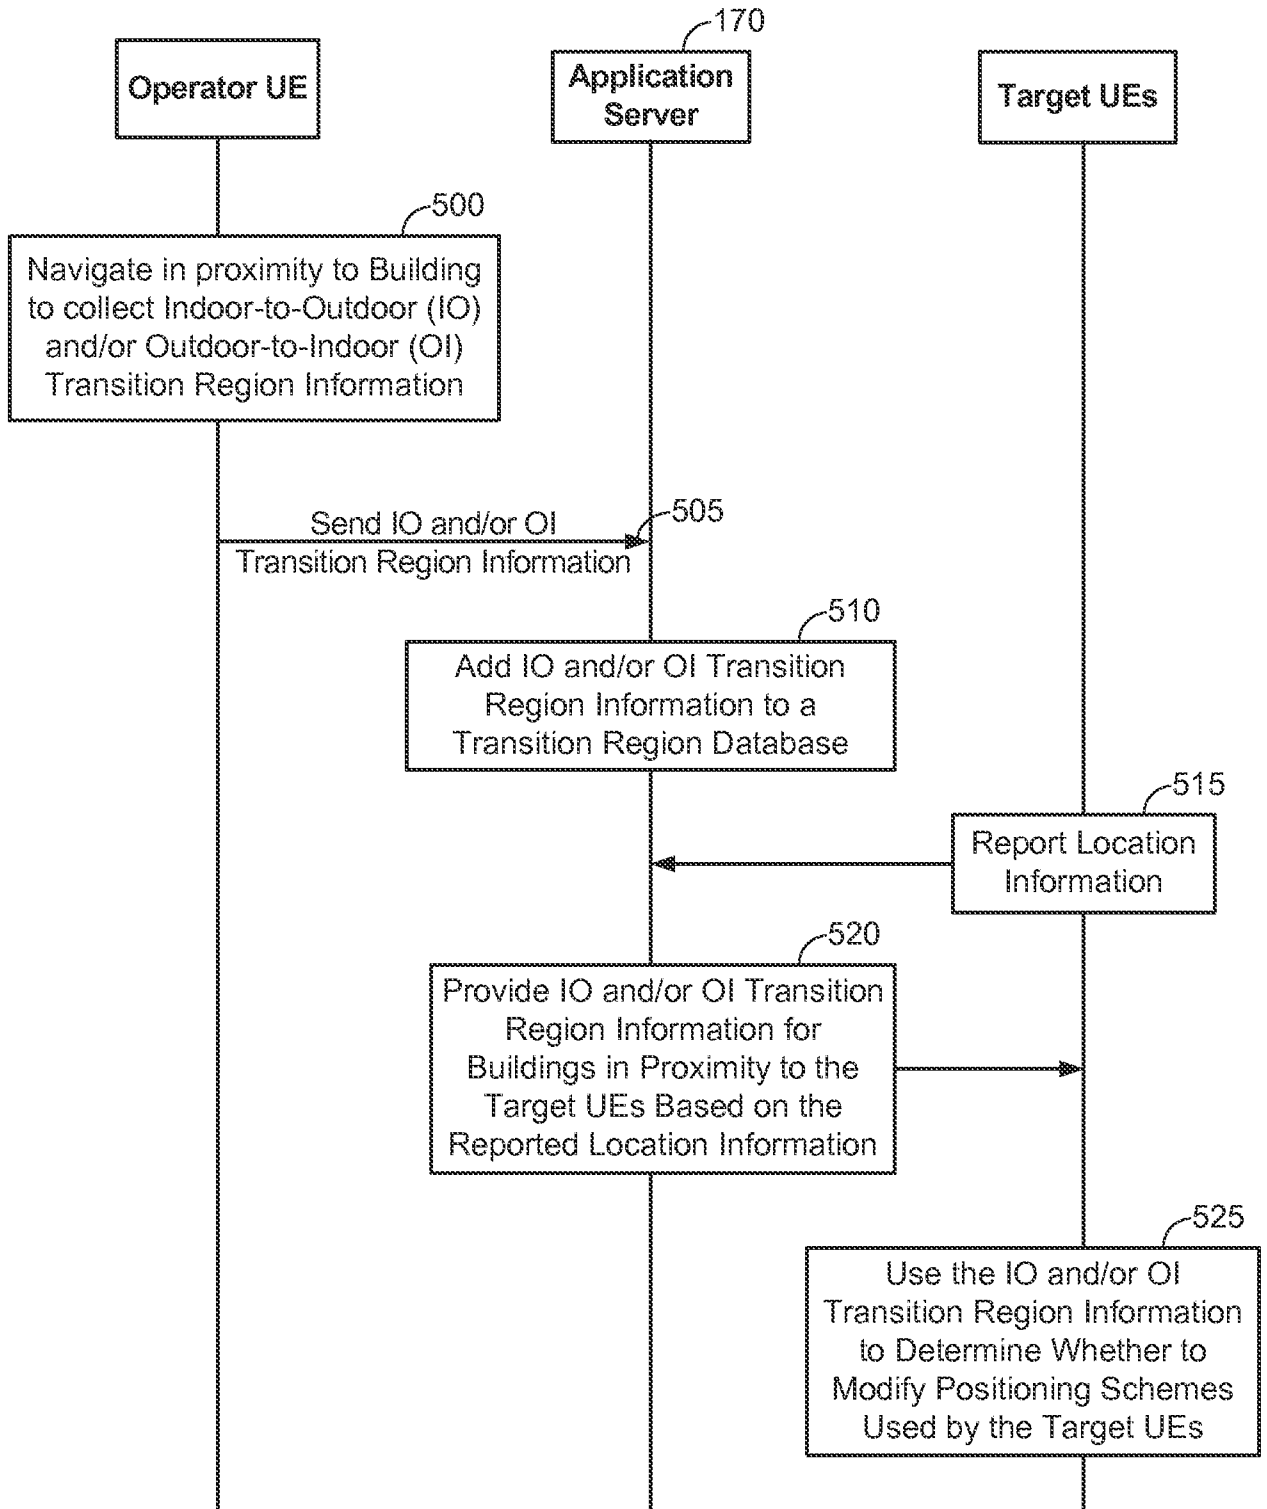 170
Operator UE
Application
Server
Target UEs
500
Navigate in proximity to Building
to collect Indoor-to-Outdoor (IO)
and/or Outdoor-to-Indoor (OI)
Transition Region Information
505
Send IO and/or OI
Transition Region Information
510
Add IO and/or OI Transition
Region Information to a
Transition Region Database
515
Report Location
Information
520
Provide IO and/or OI Transition
Region Information for
Buildings in Proximity to the
Target UEs Based on the
Reported Location Information
525
Use the IO and/or OI
Transition Region Information
to Determine Whether to
Modify Positioning Schemes
Used by the Target UEs